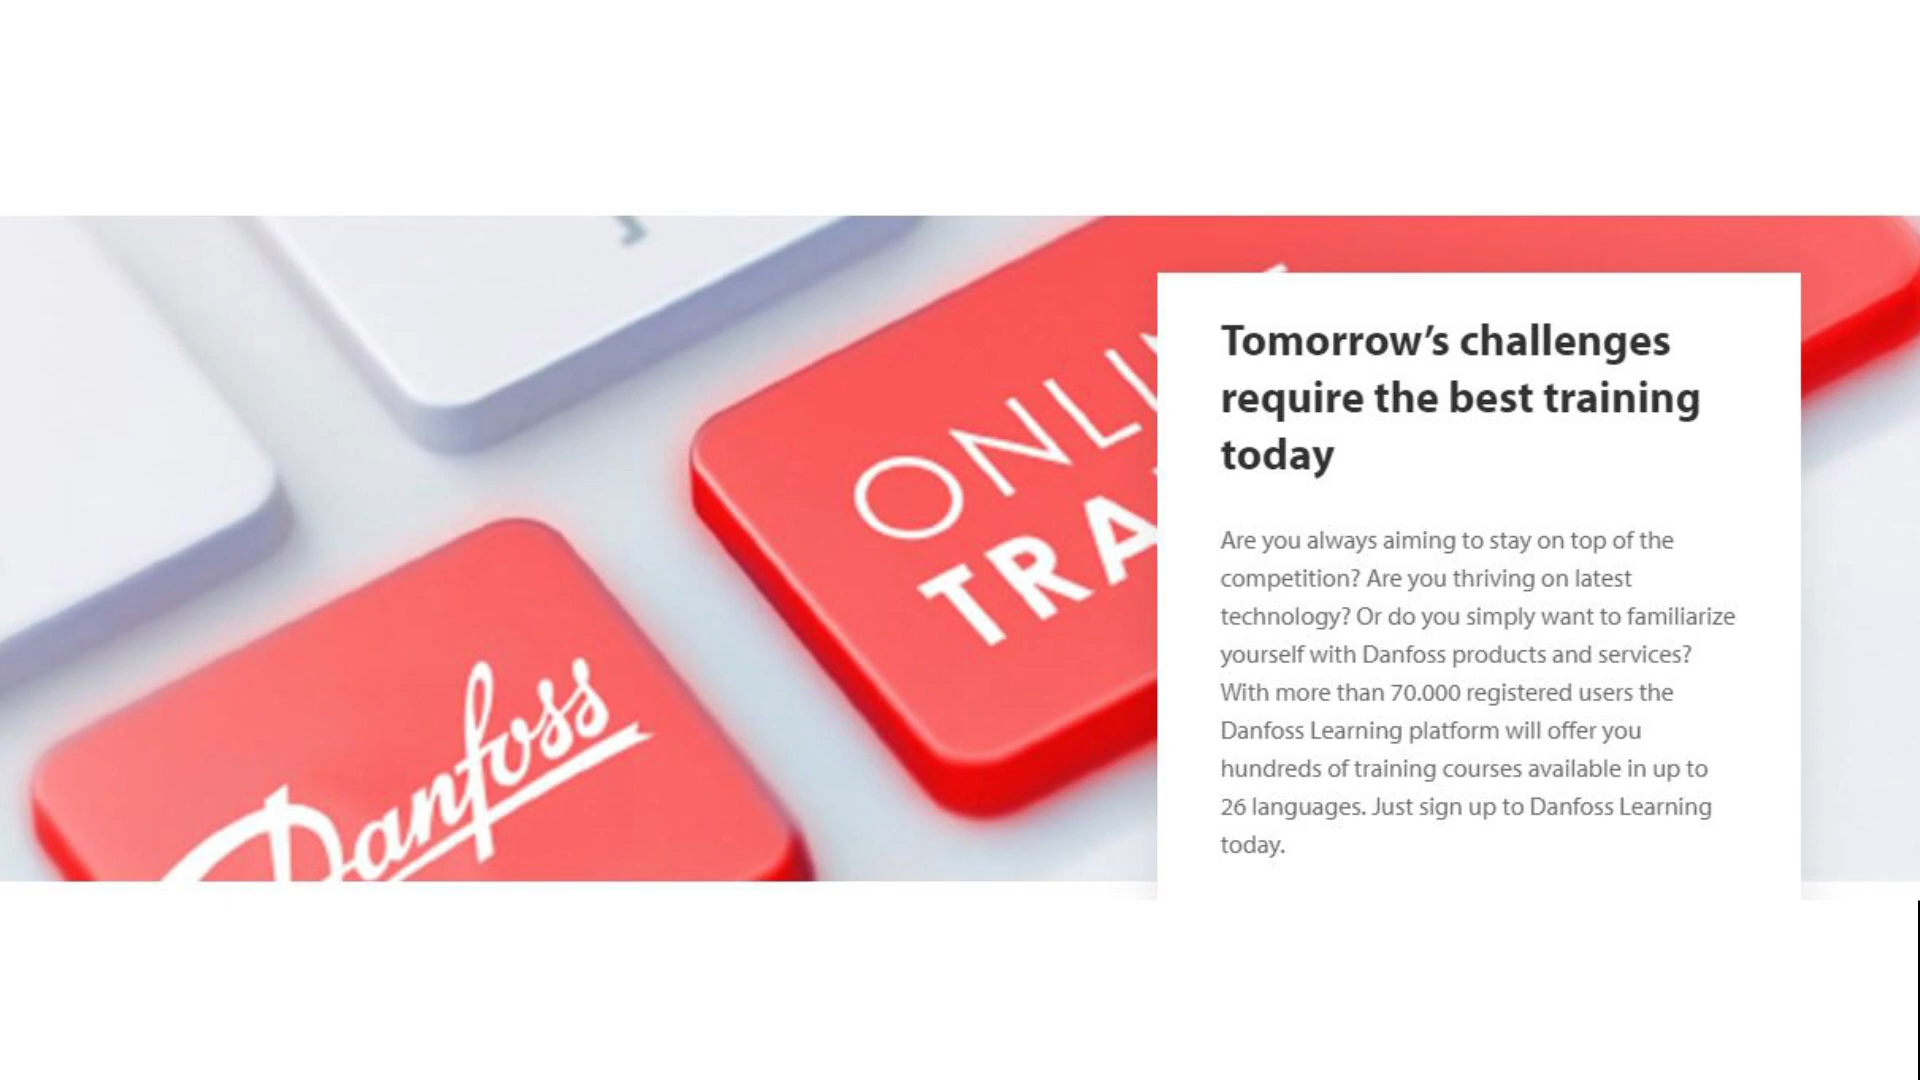 Tomorrow’s challenges
require the best training
today
Are you always aiming to stay on top of the
competition? Are you thriving on latest
technology? Or do you simply want to familiarize
yourself with Danfoss products and services?
With more than 70.000 registered users the
Danfoss Learning platform will offer you
hundreds of training courses available in up to
26 languages. Just sign up to Danfoss Learning
today.
Danfoss